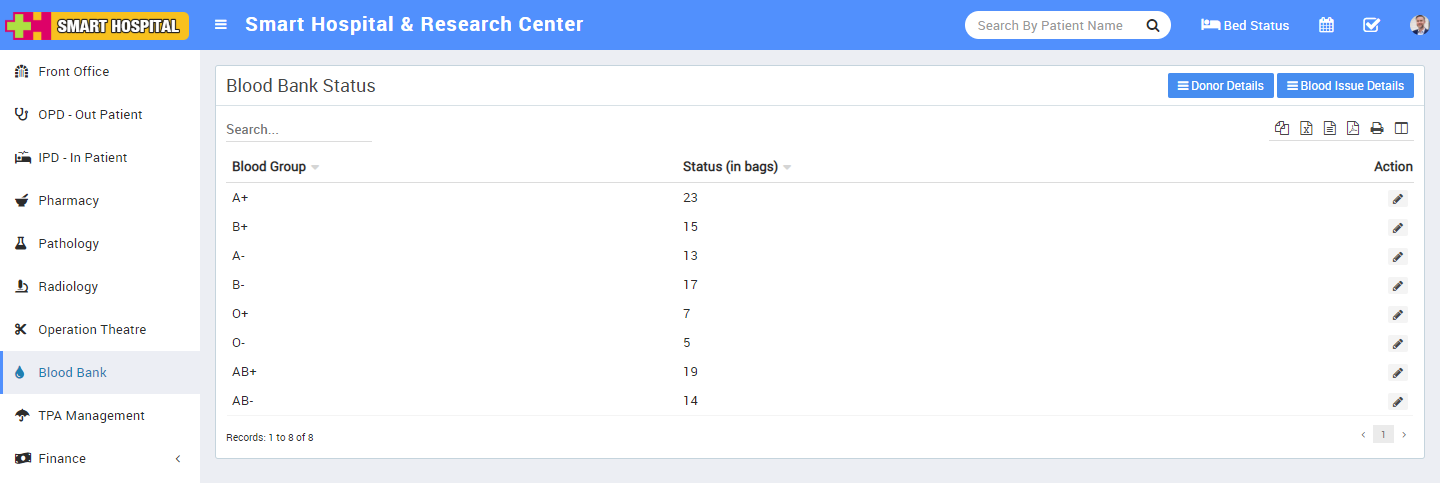 SMART HOSPITAL
Smart Hospital & Research Center
Search By Patient Name
Bed Status
Front Office
OPD - Out Patient
IPD - In Patient
Pharmacy
Pathology
Radiology
Operation Theatre
Blood Bank
TPA Management
Finance
Blood Bank Status
Donor Details
Blood Issue Details
Search...
Blood Group Status (in bags) Action
A+ 23
B+ 15
A- 13
B- 17
O+ 7
O- 5
AB+ 19
AB- 14
Records: 1 to 8 of 8
1